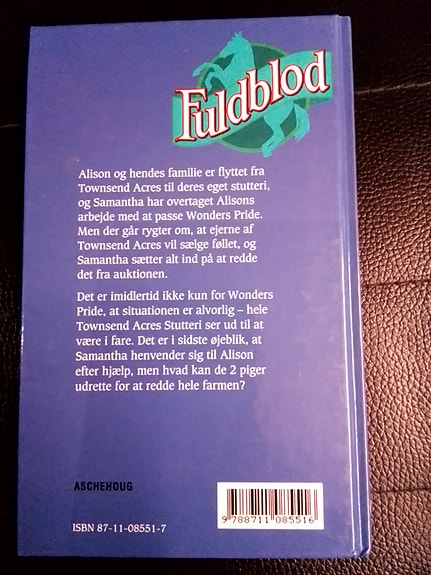 Fuldblod
Alison og hendes familie er flyttet fra
Townsend Acres til deres eget stutteri,
og Samantha har overtaget Alisons
arbejde med at passe Wonders Pride.
Men der går rygter om, at ejerne af
Townsend Acres vil sælge føllet, og
Samantha sætter alt ind på at redde
det fra auktionen.
Det er imidlertid ikke kun for Wonders
Pride, at situationen er alvorlig – hele
Townsend Acres Stutteri ser ud til at
være i fare. Det er i sidste øjeblik, at
Samantha henvender sig til Alison
efter hjælp, men hvad kan de 2 piger
udrette for at redde hele farmen?
ASCHEHOUG
ISBN 87-11-08551-7
9 788711 085516